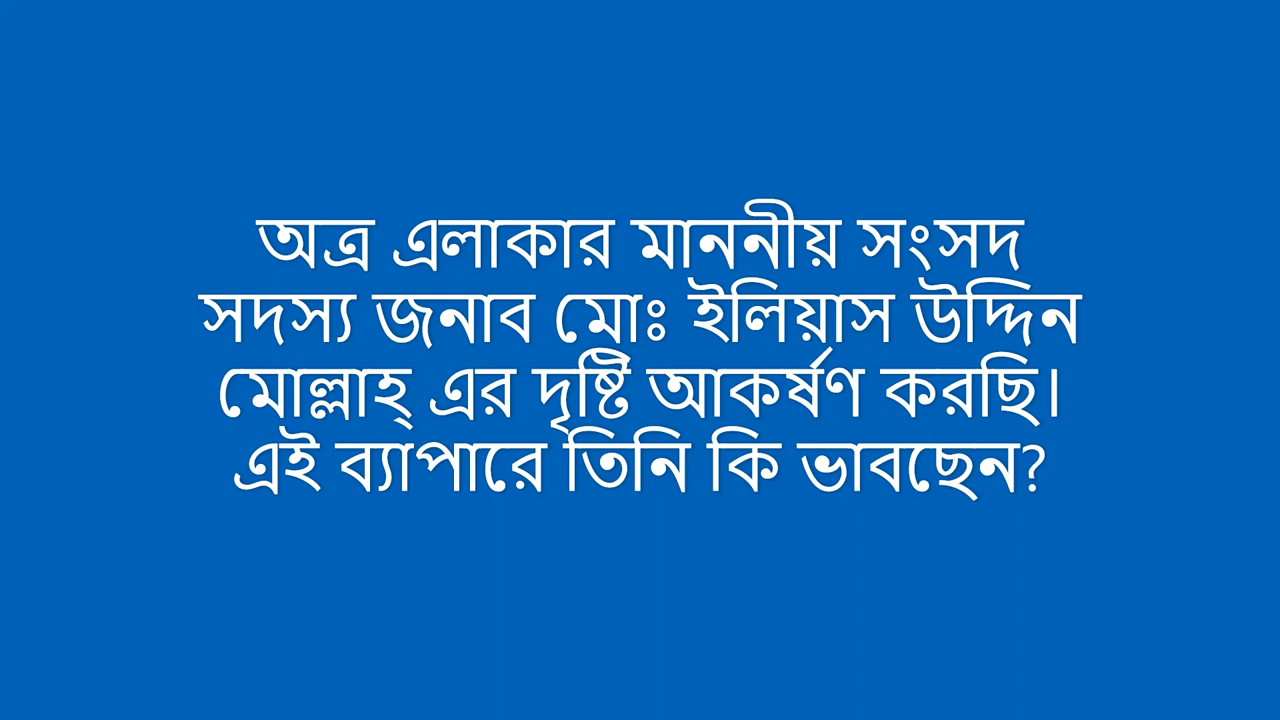 অত্র এলাকার মাননীয় সংসদ
সদস্য জনাব মোঃ ইলিয়াস উদ্দিন
মোল্লাহ্ এর দৃষ্টি আকর্ষণ করছি।
এই ব্যাপারে তিনি কি ভাবছেন?